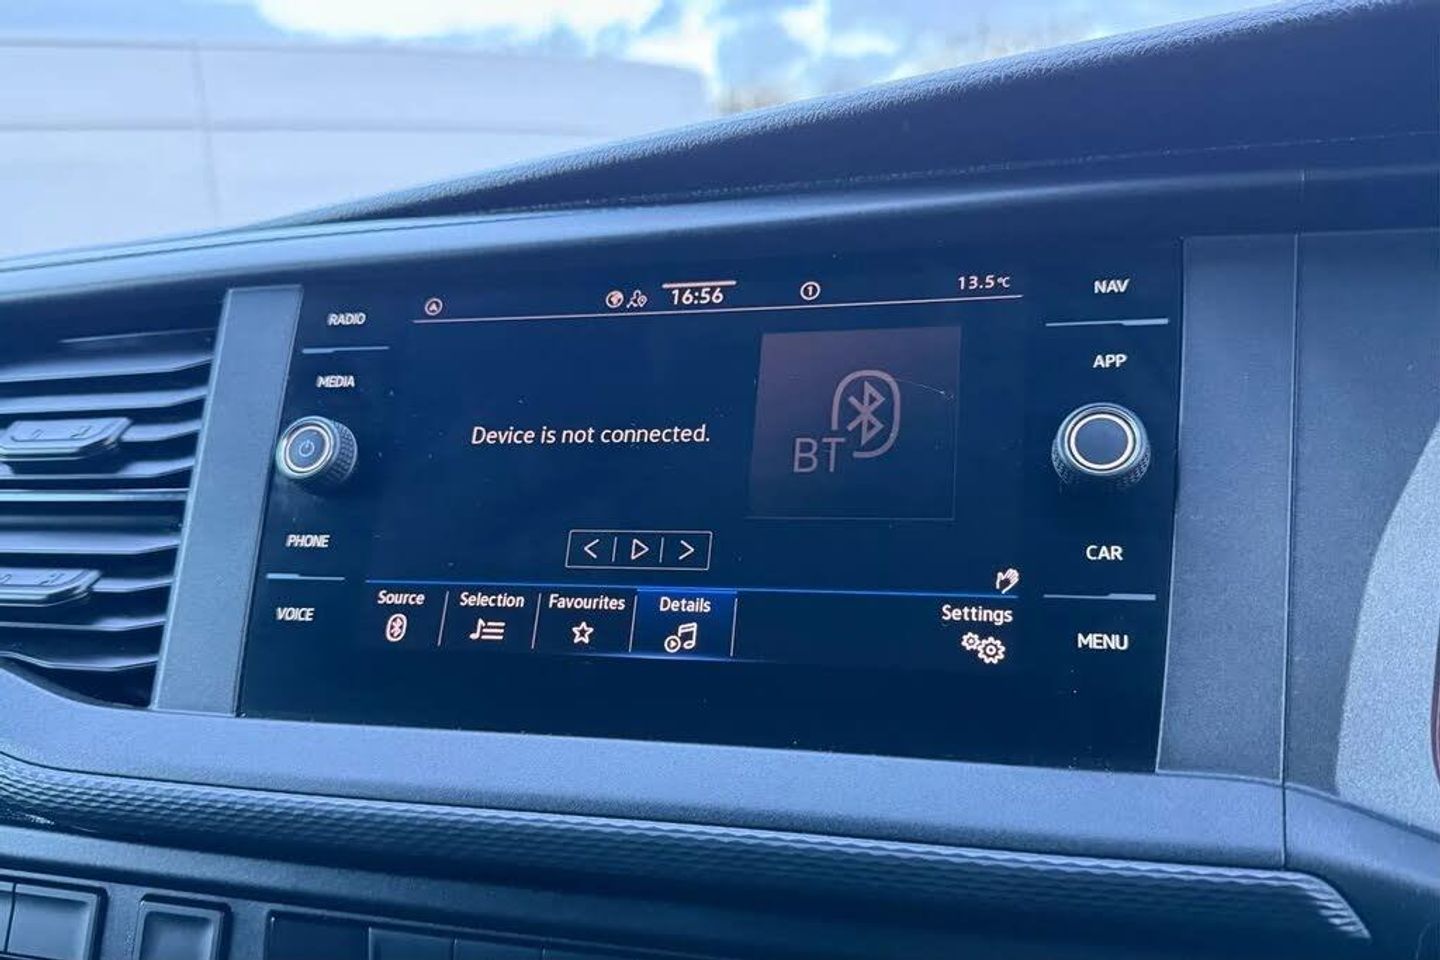 16:56
1
13.5°C
RADIO
MEDIA
PHONE
VOICE
Device is not connected.
BT
Source
Selection
Favourites
Details
Settings
NAV
APP
CAR
MENU